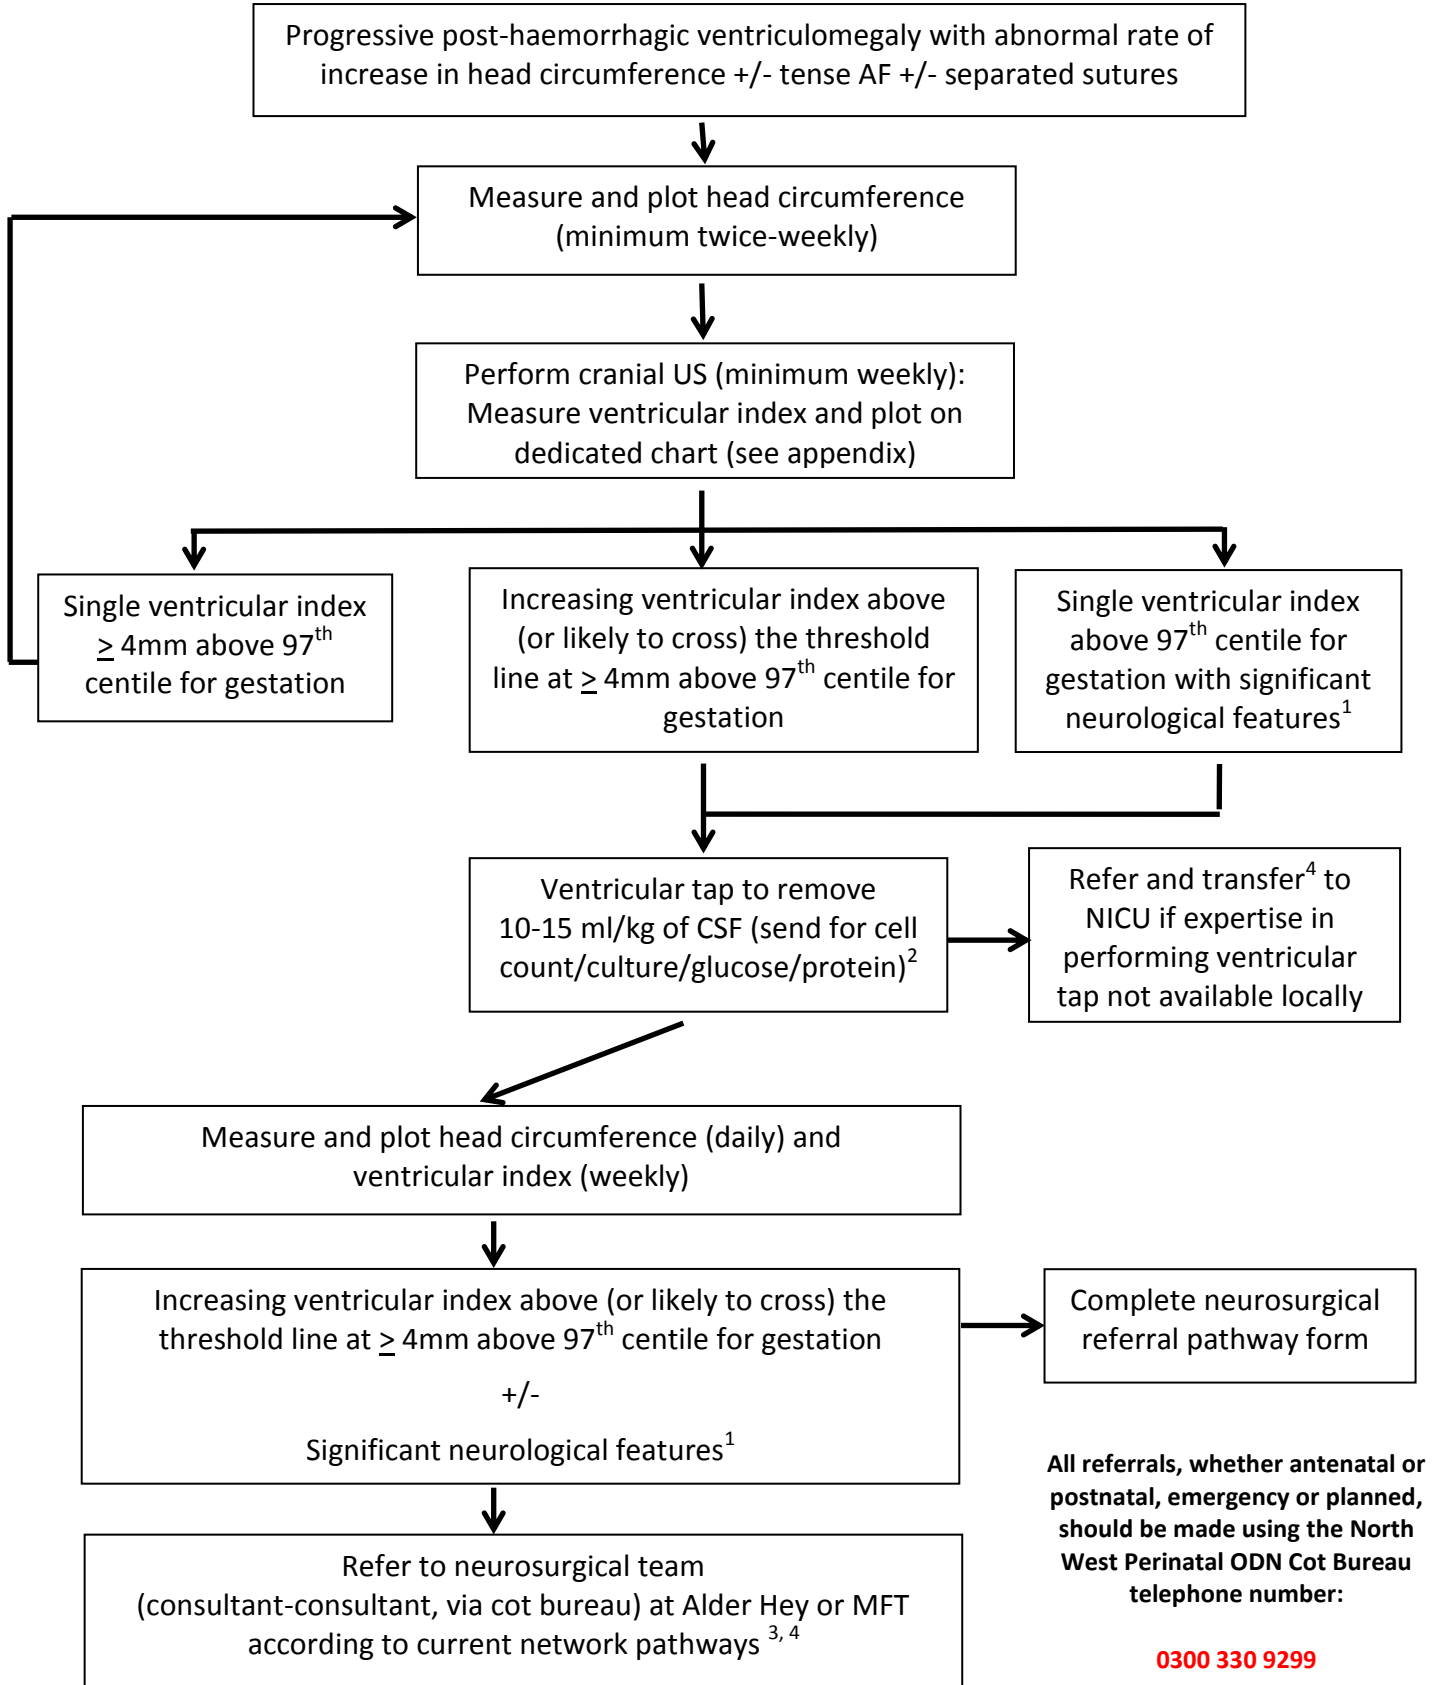 Progressive post-haemorrhagic ventriculomegaly with abnormal rate of
increase in head circumference +/- tense AF +/- separated sutures
Measure and plot head circumference
(minimum twice-weekly)
Perform cranial US (minimum weekly):
Measure ventricular index and plot on
dedicated chart (see appendix)
Single ventricular index
≥ 4mm above 97th
centile for gestation
Increasing ventricular index above
(or likely to cross) the threshold
line at ≥ 4mm above 97th centile for
gestation
Single ventricular index
above 97th centile for
gestation with significant
neurological features1
Ventricular tap to remove
10-15 ml/kg of CSF (send for cell
count/culture/glucose/protein)2
Refer and transfer4 to
NICU if expertise in
performing ventricular
tap not available locally
Measure and plot head circumference (daily) and
ventricular index (weekly)
Increasing ventricular index above (or likely to cross) the
threshold line at ≥ 4mm above 97th centile for gestation
+/-
Significant neurological features1
Complete neurosurgical
referral pathway form
Refer to neurosurgical team
(consultant-consultant, via cot bureau) at Alder Hey or MFT
according to current network pathways 3, 4
All referrals, whether antenatal or
postnatal, emergency or planned,
should be made using the North
West Perinatal ODN Cot Bureau
telephone number:
0300 330 9299